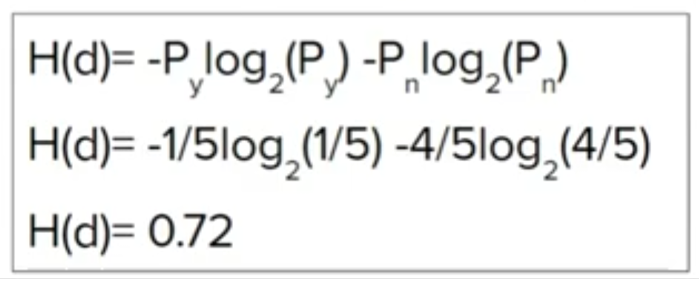 H(d)= -Pylog₂(Py) -Pnlog₂(Pn)
H(d)= -1/5log₂(1/5) -4/5log₂(4/5)
H(d)= 0.72